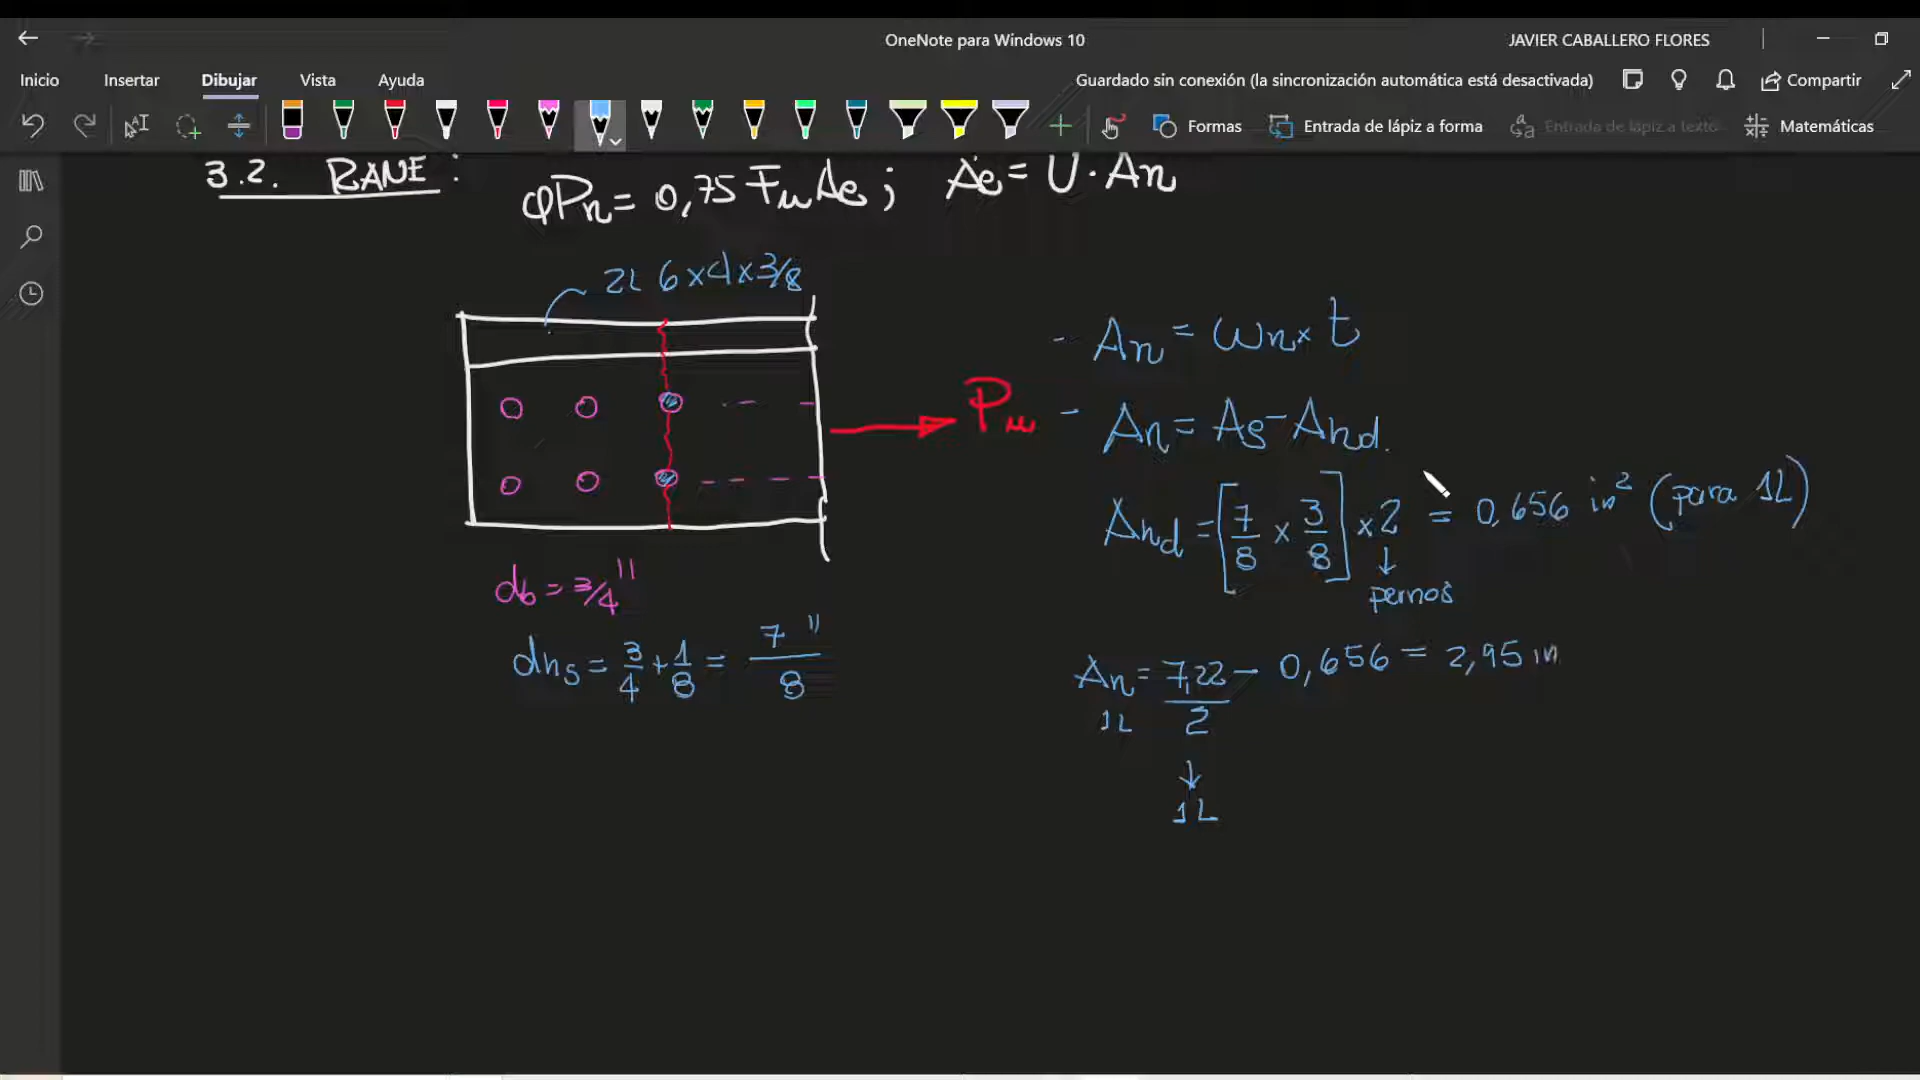 OneNote para Windows 10
JAVIER CABALLERO FLORES
Inicio Insertar Dibujar Vista Ayuda
Guardado sin conexión (la sincronización automática está desactivada)
Compartir
Formas
Entrada de lápiz a forma
Entrada de lápiz a texto
Matemáticas
3.2. RANE :
φPn = 0,75 Fu Ae ; Ae = U · An
2L 6x4x3/8
- An = wn x t
Pu
- An = Ag - Ahd.
Ahd = [7/8 x 3/8] x 2 = 0,656 in² (para 1L)
↓
pernos
db = 3/4"
dhs = 3/4 + 1/8 = 7/8"
An 1L = 7,22/2 - 0,656 = 2,95 in
↓
1L